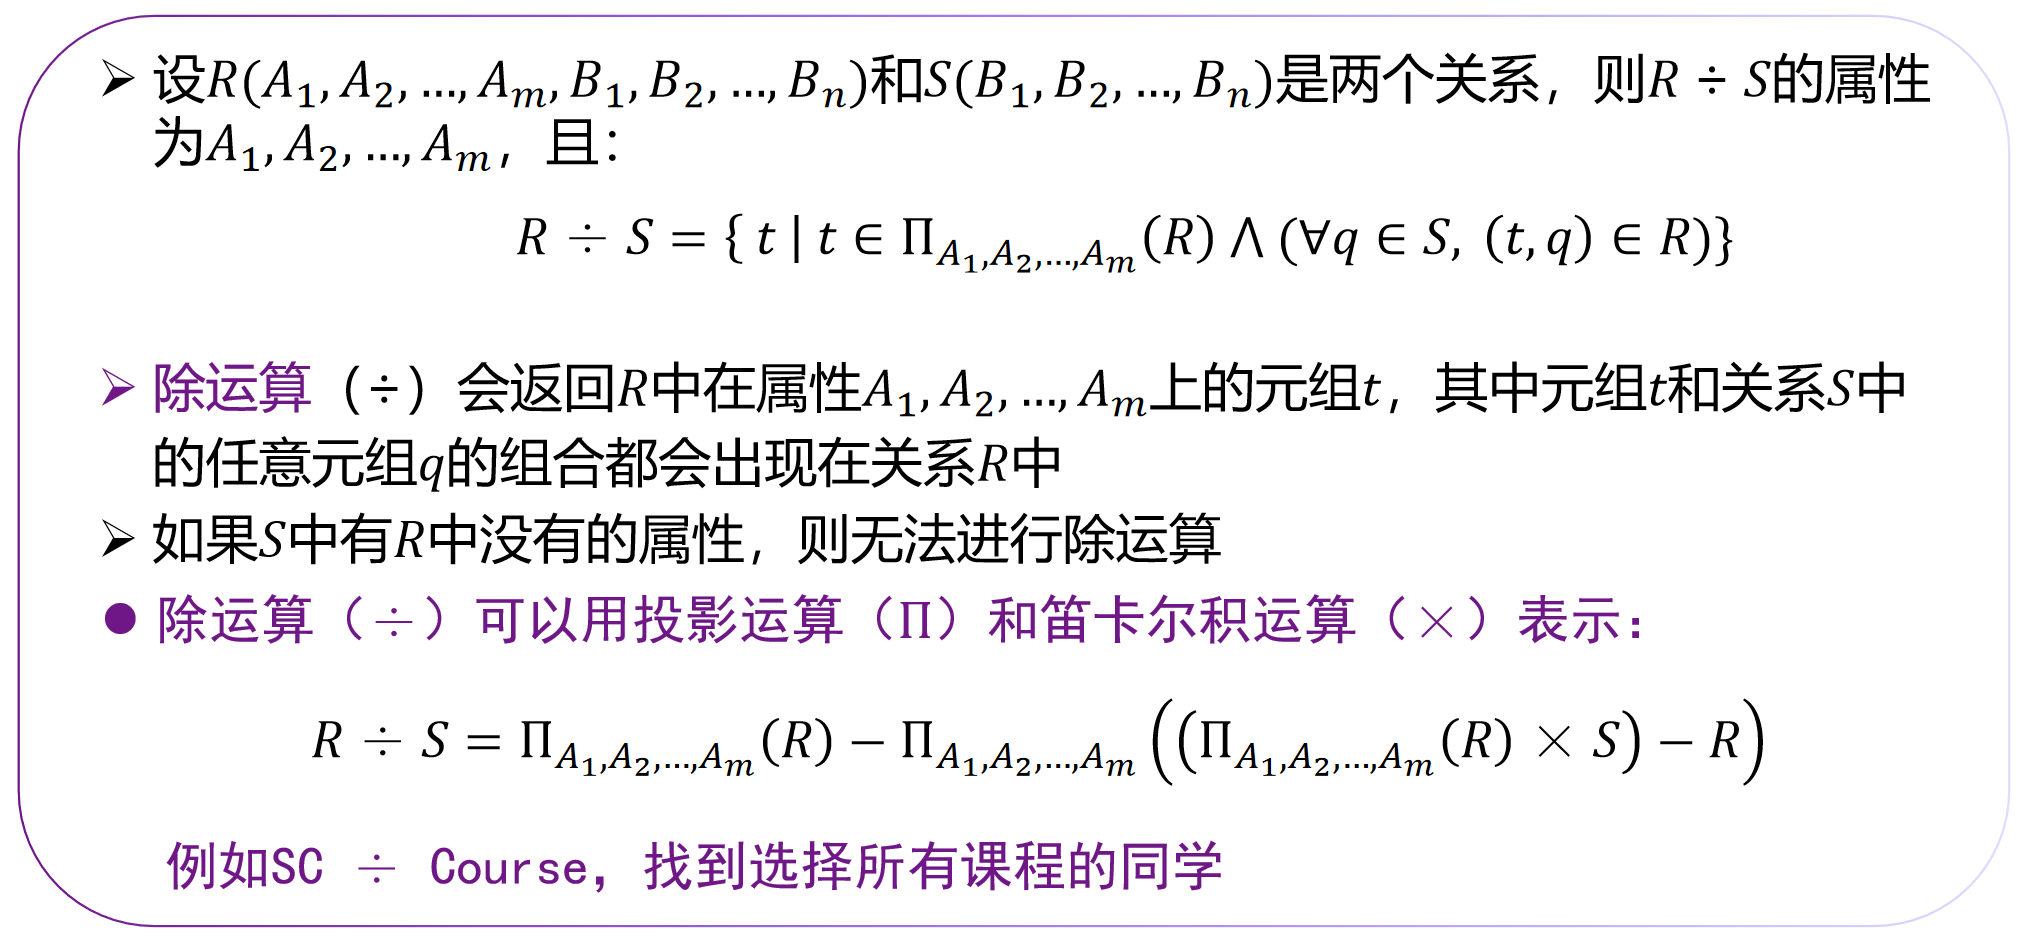 ➢ 设R(A₁, A₂, …, Aₘ, B₁, B₂, …, Bₙ)和S(B₁, B₂, …, Bₙ)是两个关系，则R ÷ S的属性
为A₁, A₂, …, Aₘ，且：
R ÷ S = { t | t ∈ Π_{A₁,A₂,…,Aₘ}(R) ∧ (∀q ∈ S, (t, q) ∈ R)}
➢ 除运算（÷）会返回R中在属性A₁, A₂, …, Aₘ上的元组t，其中元组t和关系S中
的任意元组q的组合都会出现在关系R中
➢ 如果S中有R中没有的属性，则无法进行除运算
● 除运算（÷）可以用投影运算（Π）和笛卡尔积运算（×）表示：
R ÷ S = Π_{A₁,A₂,…,Aₘ}(R) − Π_{A₁,A₂,…,Aₘ}((Π_{A₁,A₂,…,Aₘ}(R) × S) − R)
例如SC ÷ Course，找到选择所有课程的同学